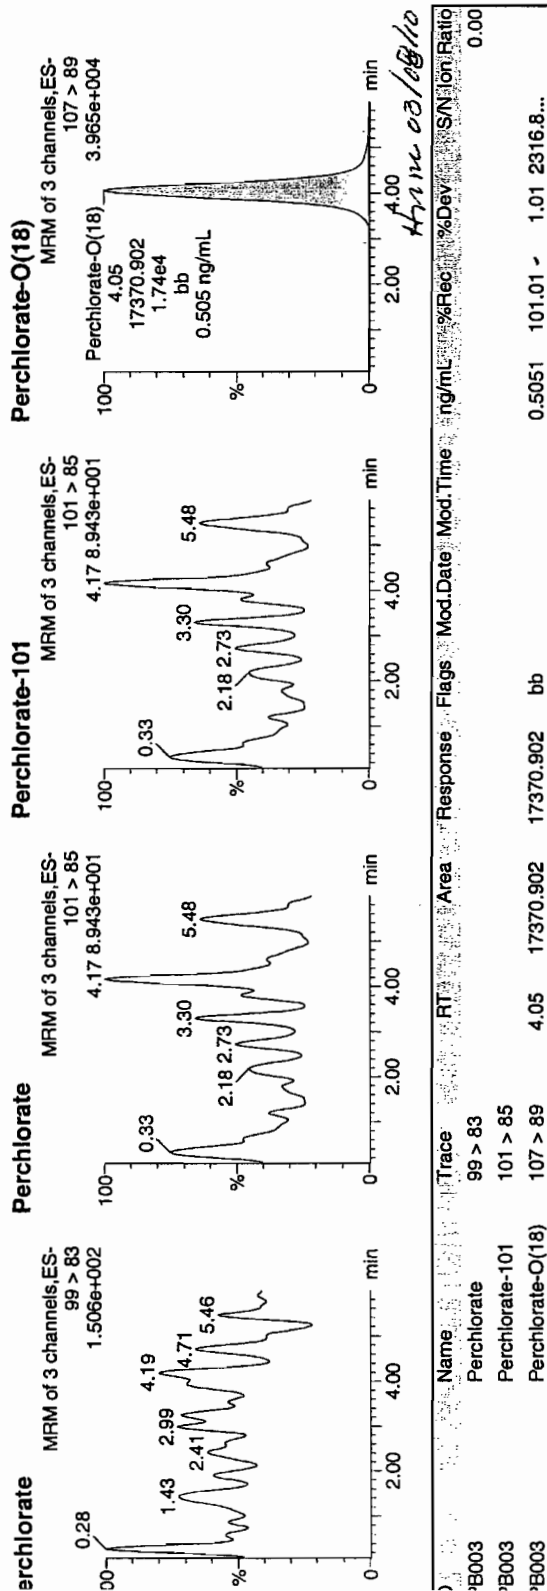 erchlorate
MRM of 3 channels,ES-
99 > 83
1.506e+002
00
0.28
1.43
2.41
2.99
4.19
4.71
5.46
%
0
2.00
4.00
min
Perchlorate
MRM of 3 channels,ES-
101 > 85
4.17 8.943e+001
100
0.33
2.18
2.73
3.30
5.48
%
0
2.00
4.00
min
Perchlorate-101
MRM of 3 channels,ES-
101 > 85
4.17 8.943e+001
100
0.33
2.18
2.73
3.30
5.48
%
0
2.00
4.00
min
Perchlorate-O(18)
MRM of 3 channels,ES-
107 > 89
3.965e+004
100
Perchlorate-O(18)
4.05
17370.902
1.74e4
bb
0.505 ng/mL
%
0
2.00
4.00
min
Name Trace RT Area Response Flags Mod.Date Mod.Time ng/mL %Rec %Dev S/N Ion Ratio
PB003 Perchlorate 99 > 83 0.00
PB003 Perchlorate-101 101 > 85
PB003 Perchlorate-O(18) 107 > 89 4.05 17370.902 17370.902 bb 0.5051 101.01 1.01 2316.8...